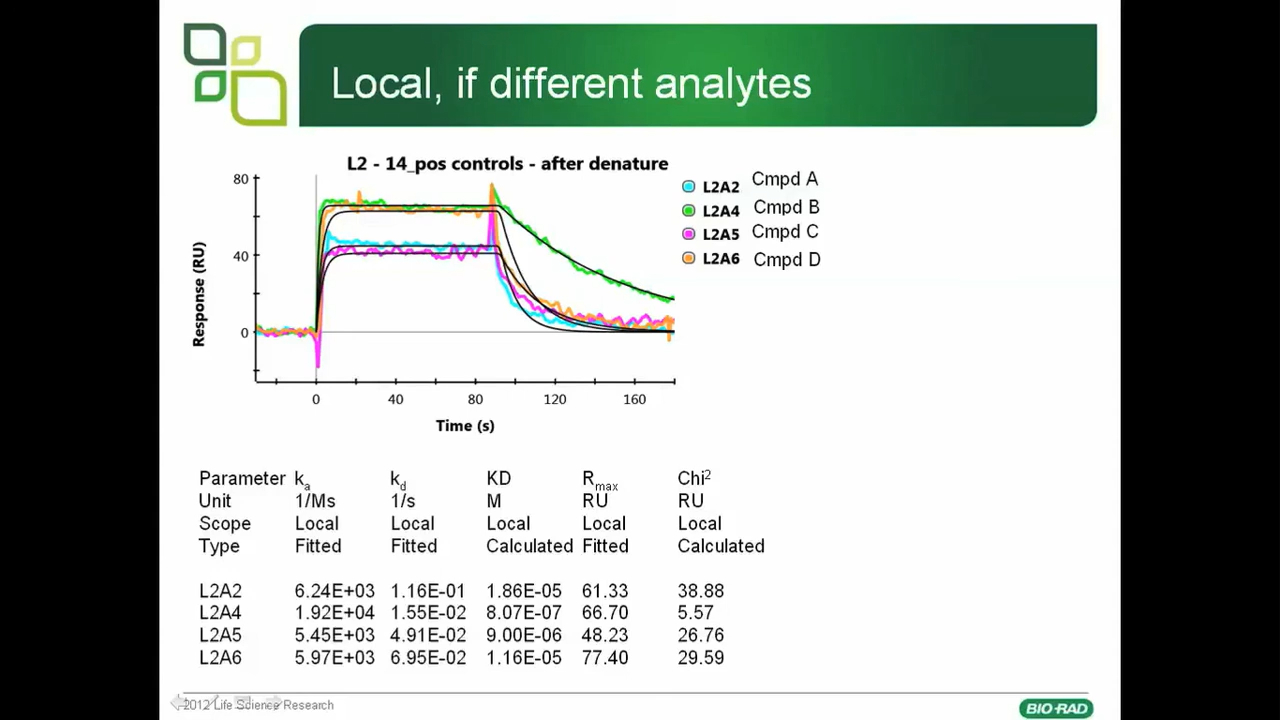 Local, if different analytes
L2 - 14_pos controls - after denature
80
40
0
Response (RU)
0 40 80 120 160
Time (s)
L2A2 Cmpd A
L2A4 Cmpd B
L2A5 Cmpd C
L2A6 Cmpd D
Parameter ka kd KD Rmax Chi2
Unit 1/Ms 1/s M RU RU
Scope Local Local Local Local Local
Type Fitted Fitted Calculated Fitted Calculated
L2A2 6.24E+03 1.16E-01 1.86E-05 61.33 38.88
L2A4 1.92E+04 1.55E-02 8.07E-07 66.70 5.57
L2A5 5.45E+03 4.91E-02 9.00E-06 48.23 26.76
L2A6 5.97E+03 6.95E-02 1.16E-05 77.40 29.59
2012 Life Science Research
BIO-RAD